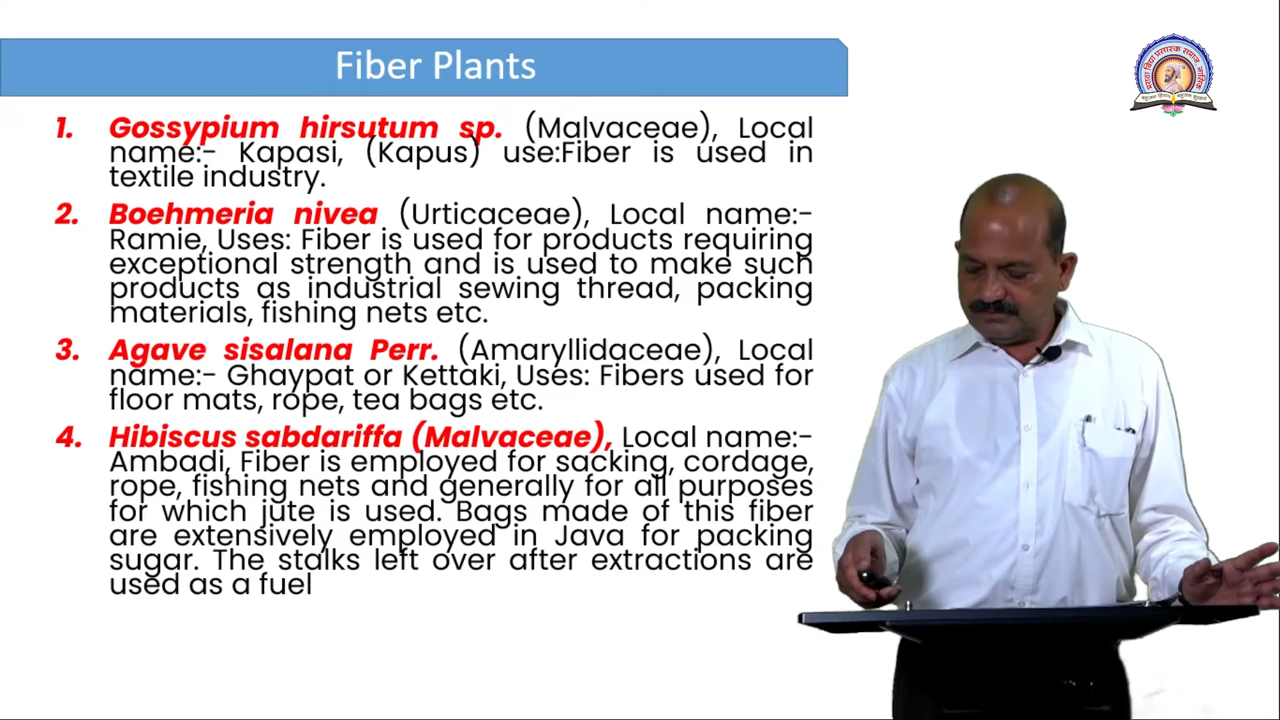 Fiber Plants
1. Gossypium hirsutum sp. (Malvaceae), Local
name:- Kapasi, (Kapus) use:Fiber is used in
textile industry.
2. Boehmeria nivea (Urticaceae), Local name:-
Ramie, Uses: Fiber is used for products requiring
exceptional strength and is used to make such
products as industrial sewing thread, packing
materials, fishing nets etc.
3. Agave sisalana Perr. (Amaryllidaceae), Local
name:- Ghaypat or Kettaki, Uses: Fibers used for
floor mats, rope, tea bags etc.
4. Hibiscus sabdariffa (Malvaceae), Local name:-
Ambadi, Fiber is employed for sacking, cordage,
rope, fishing nets and generally for all purposes
for which jute is used. Bags made of this fiber
are extensively employed in Java for packing
sugar. The stalks left over after extractions are
used as a fuel